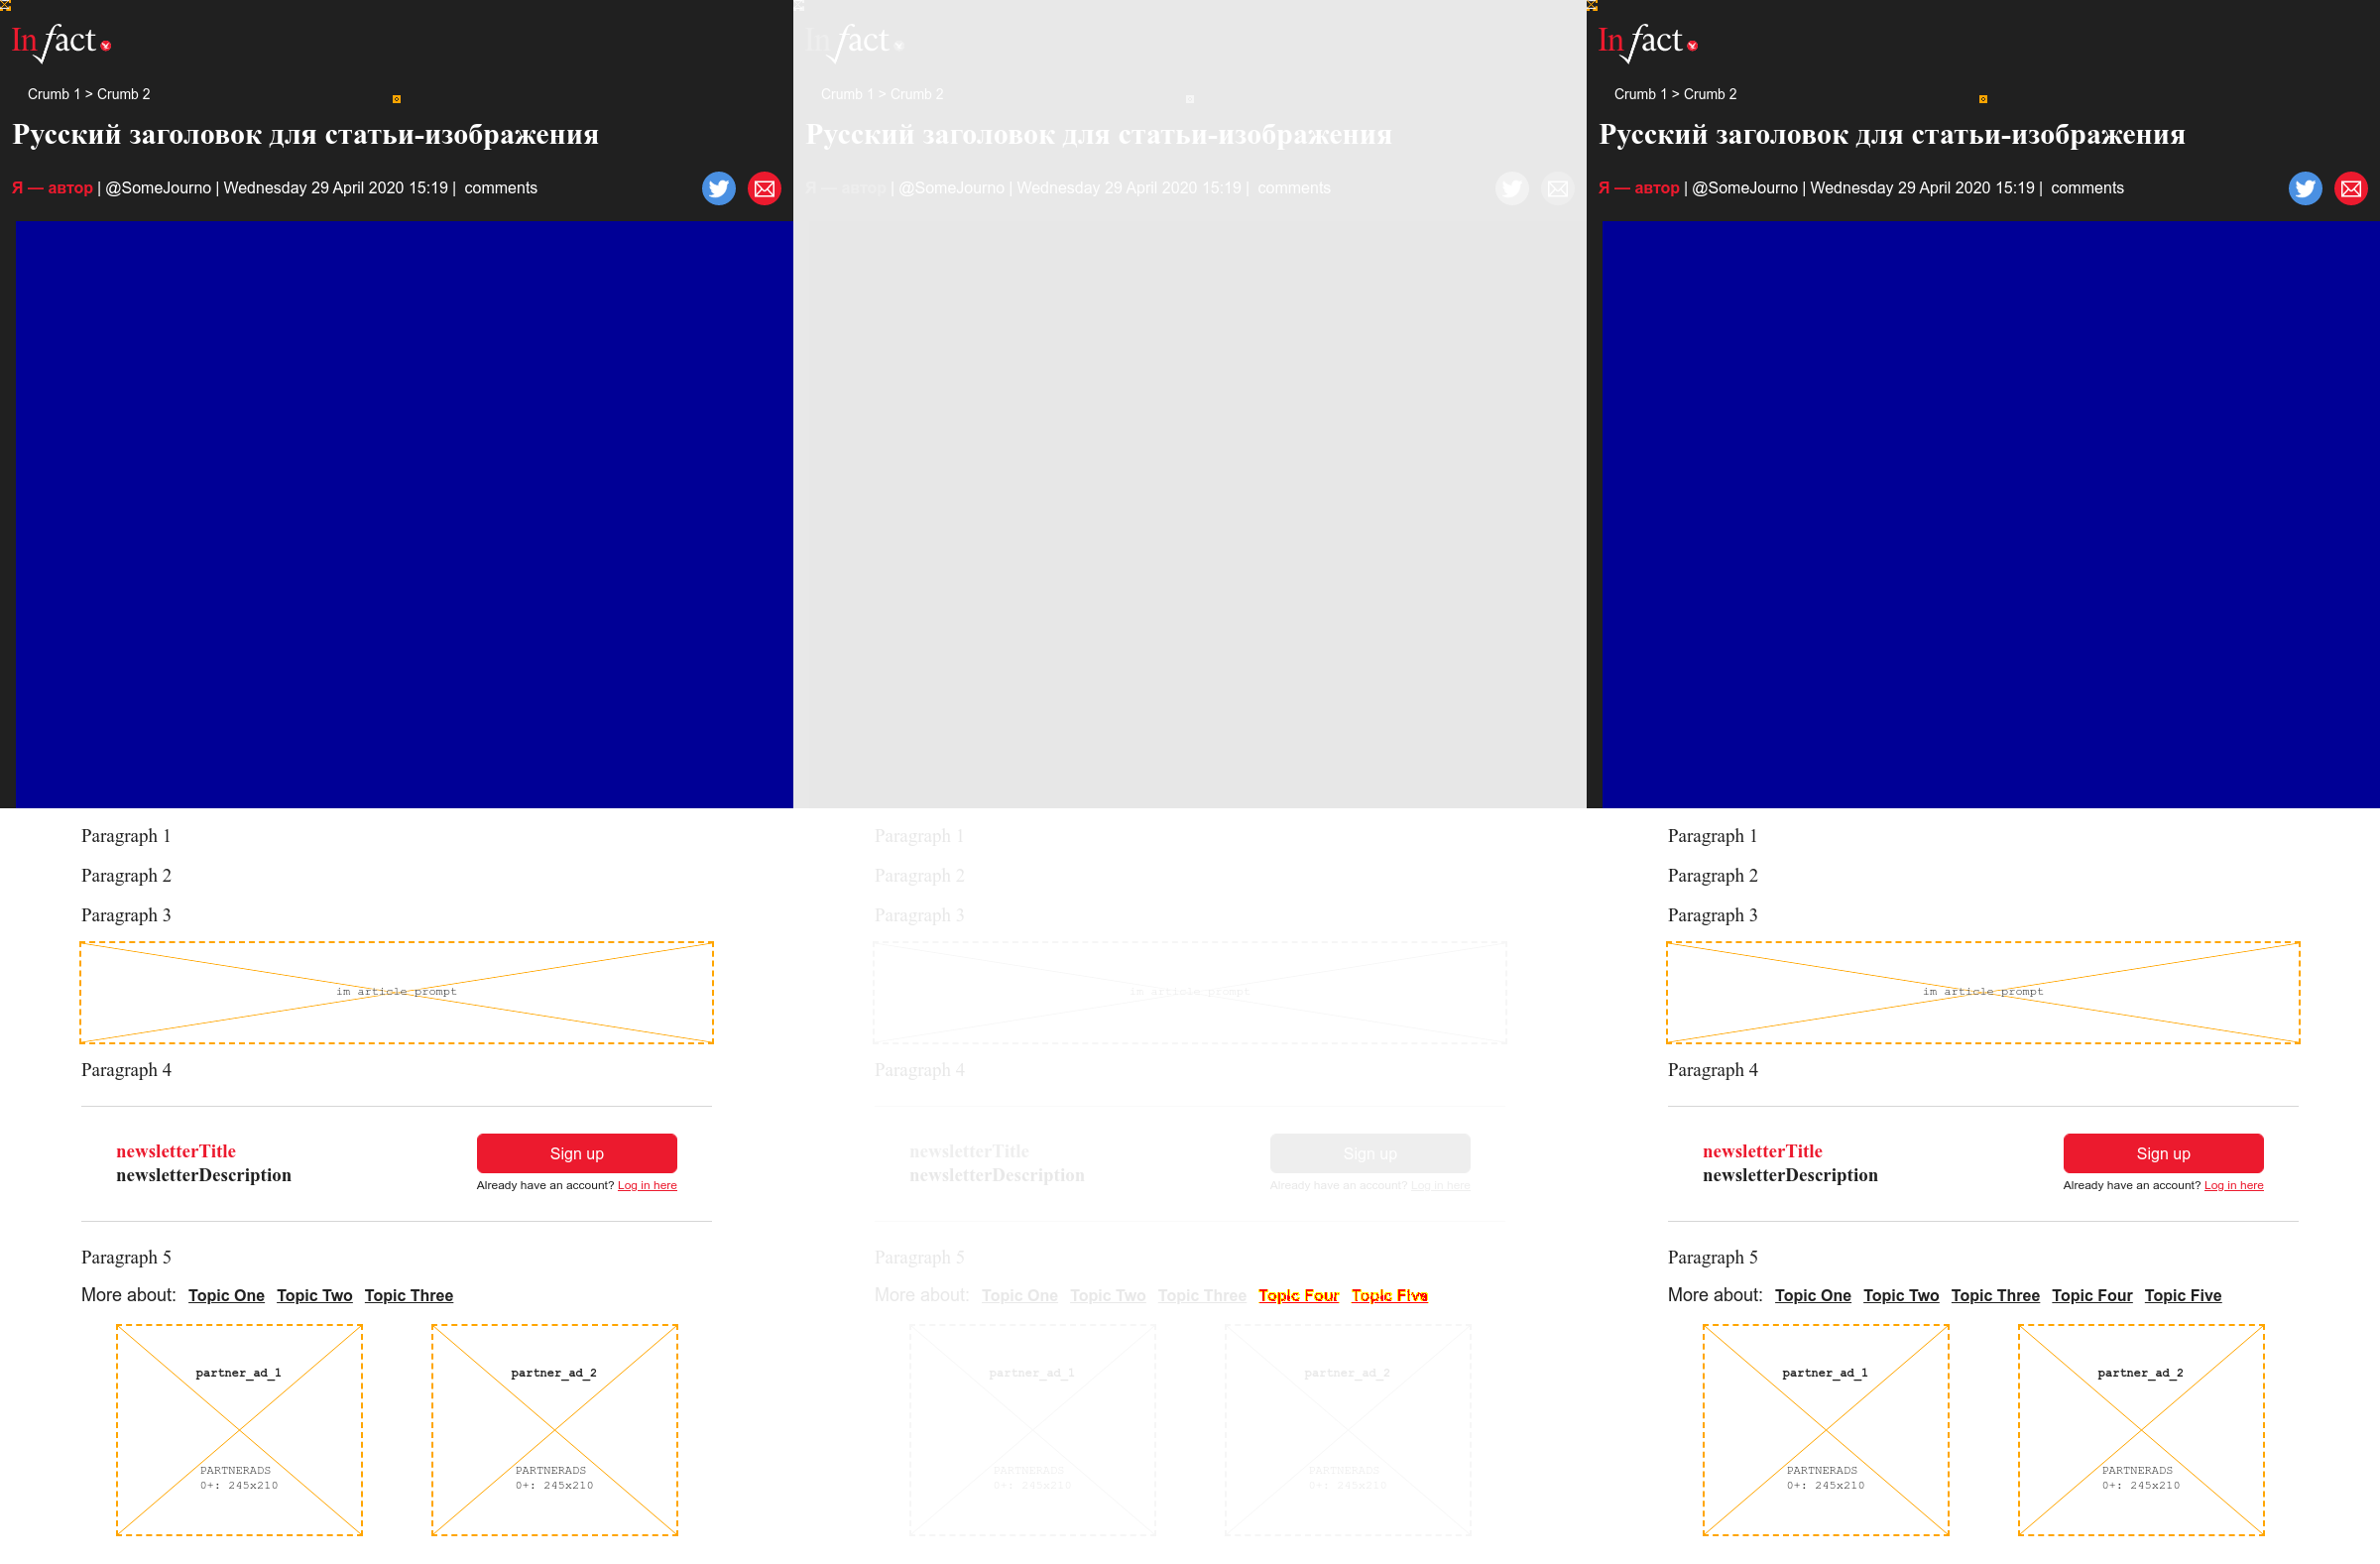 Infact
Crumb 1 > Crumb 2
Русский заголовок для статьи-изображения
Я — автор | @SomeJourno | Wednesday 29 April 2020 15:19 | comments
Paragraph 1
Paragraph 2
Paragraph 3
im article prompt
Paragraph 4
newsletterTitle
newsletterDescription
Sign up
Already have an account? Log in here
Paragraph 5
More about: Topic One Topic Two Topic Three
partner_ad_1
PARTNERADS
0+: 245x210
partner_ad_2
PARTNERADS
0+: 245x210
Infact
Crumb 1 > Crumb 2
Русский заголовок для статьи-изображения
Я — автор | @SomeJourno | Wednesday 29 April 2020 15:19 | comments
Paragraph 1
Paragraph 2
Paragraph 3
im article prompt
Paragraph 4
newsletterTitle
newsletterDescription
Sign up
Already have an account? Log in here
Paragraph 5
More about: Topic One Topic Two Topic Three Topic Four Topic Five
partner_ad_1
PARTNERADS
0+: 245x210
partner_ad_2
PARTNERADS
0+: 245x210
Infact
Crumb 1 > Crumb 2
Русский заголовок для статьи-изображения
Я — автор | @SomeJourno | Wednesday 29 April 2020 15:19 | comments
Paragraph 1
Paragraph 2
Paragraph 3
im article prompt
Paragraph 4
newsletterTitle
newsletterDescription
Sign up
Already have an account? Log in here
Paragraph 5
More about: Topic One Topic Two Topic Three Topic Four Topic Five
partner_ad_1
PARTNERADS
0+: 245x210
partner_ad_2
PARTNERADS
0+: 245x210